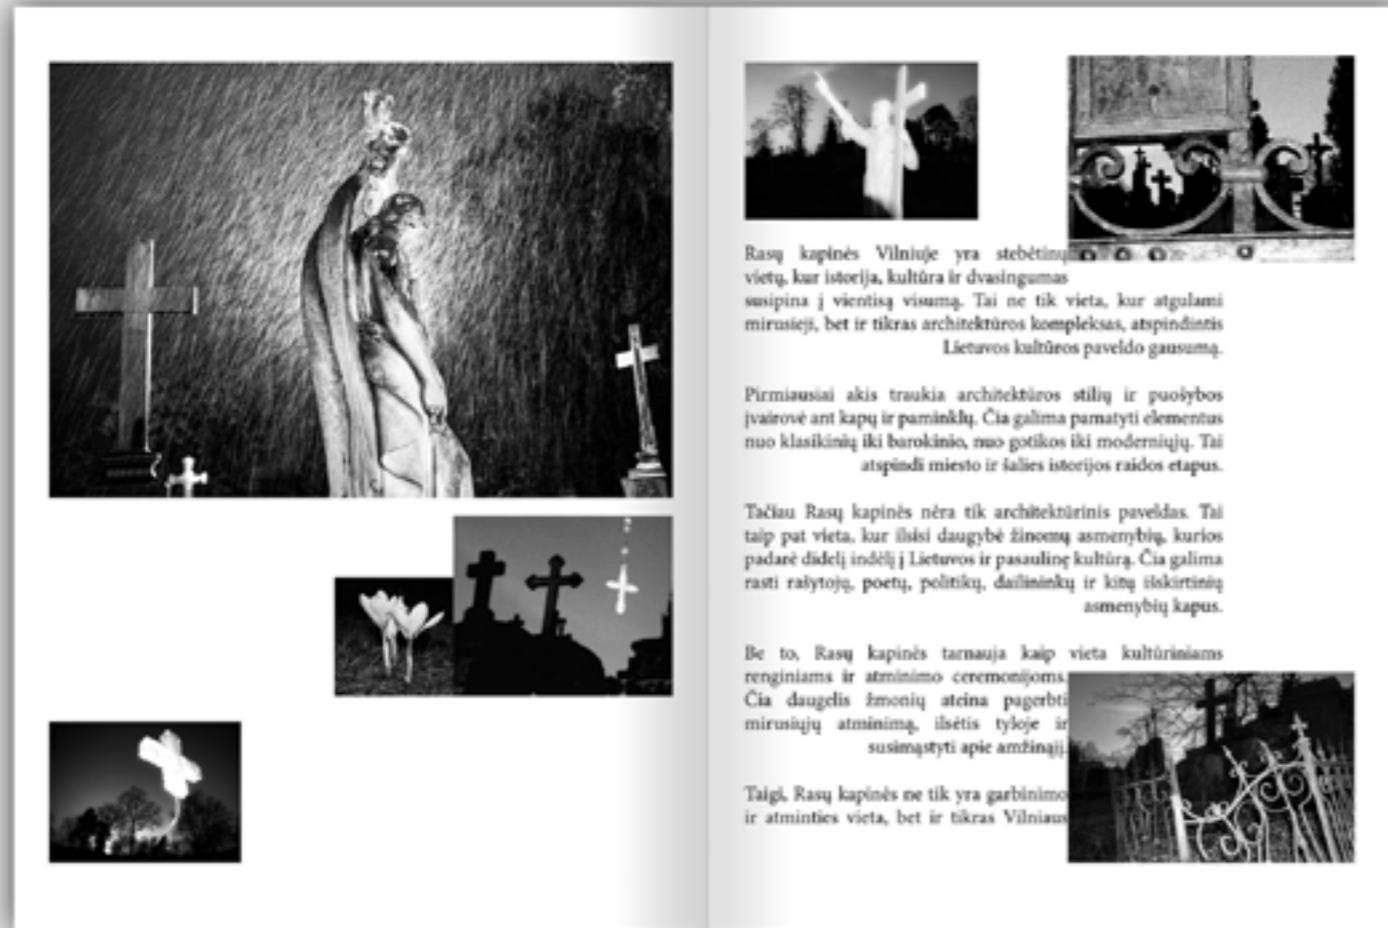 Rasų kapinės Vilniuje yra stebėtinų
vietų, kur istorija, kultūra ir dvasingumas
susipina į vientisą visumą. Tai ne tik vieta, kur atgulami
mirusieji, bet ir tikras architektūros kompleksas, atspindintis
Lietuvos kultūros paveldo gausumą.
Pirmiausiai akis traukia architektūros stilių ir puošybos
įvairovė ant kapų ir paminklų. Čia galima pamatyti elementus
nuo klasikinių iki barokinio, nuo gotikos iki moderniųjų. Tai
atspindi miesto ir šalies istorijos raidos etapus.
Tačiau Rasų kapinės nėra tik architektūrinis paveldas. Tai
taip pat vieta, kur ilsisi daugybė žinomų asmenybių, kurios
padarė didelį indėlį į Lietuvos ir pasaulinę kultūrą. Čia galima
rasti rašytojų, poetų, politikų, dailininkų ir kitų išskirtinių
asmenybių kapus.
Be to, Rasų kapinės tarnauja kaip vieta kultūriniams
renginiams ir atminimo ceremonijoms.
Čia daugelis žmonių ateina pagerbti
mirusiųjų atminimą, ilsėtis tyloje ir
susimąstyti apie amžinąjį.
Taigi, Rasų kapinės ne tik yra garbinimo
ir atminties vieta, bet ir tikras Vilniaus